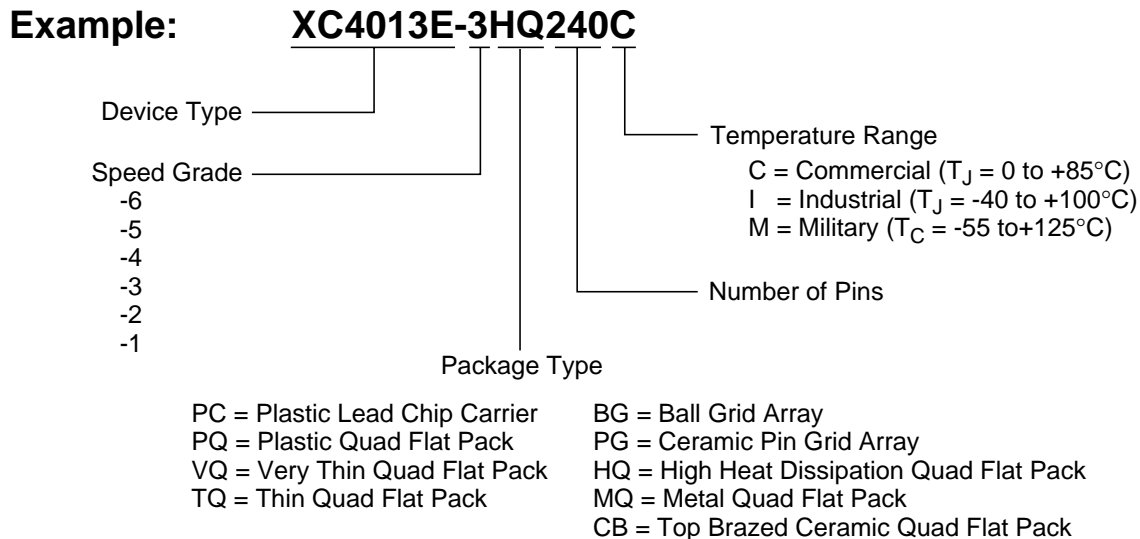 Example: XC4013E-3HQ240C
Device Type
Temperature Range
C = Commercial (TJ = 0 to +85°C)
I = Industrial (TJ = -40 to +100°C)
M = Military (TC = -55 to+125°C)
Speed Grade
-6
-5
-4
-3
-2
-1
Number of Pins
Package Type
PC = Plastic Lead Chip Carrier
PQ = Plastic Quad Flat Pack
VQ = Very Thin Quad Flat Pack
TQ = Thin Quad Flat Pack
BG = Ball Grid Array
PG = Ceramic Pin Grid Array
HQ = High Heat Dissipation Quad Flat Pack
MQ = Metal Quad Flat Pack
CB = Top Brazed Ceramic Quad Flat Pack